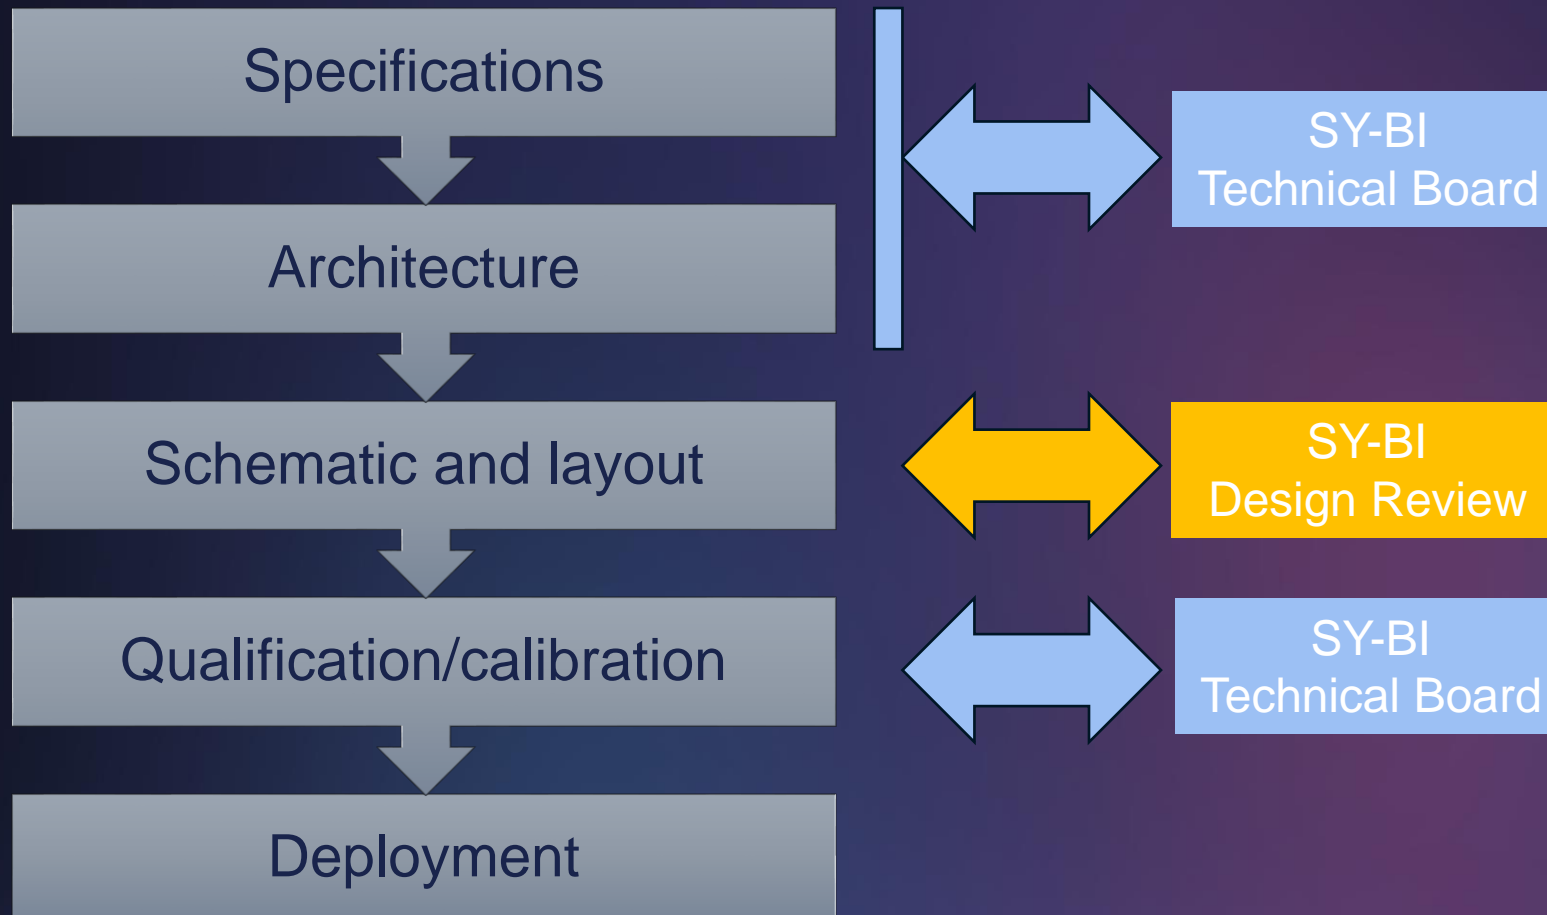 Specifications
SY-BI
Technical Board
Architecture
Schematic and layout
SY-BI
Design Review
Qualification/calibration
SY-BI
Technical Board
Deployment